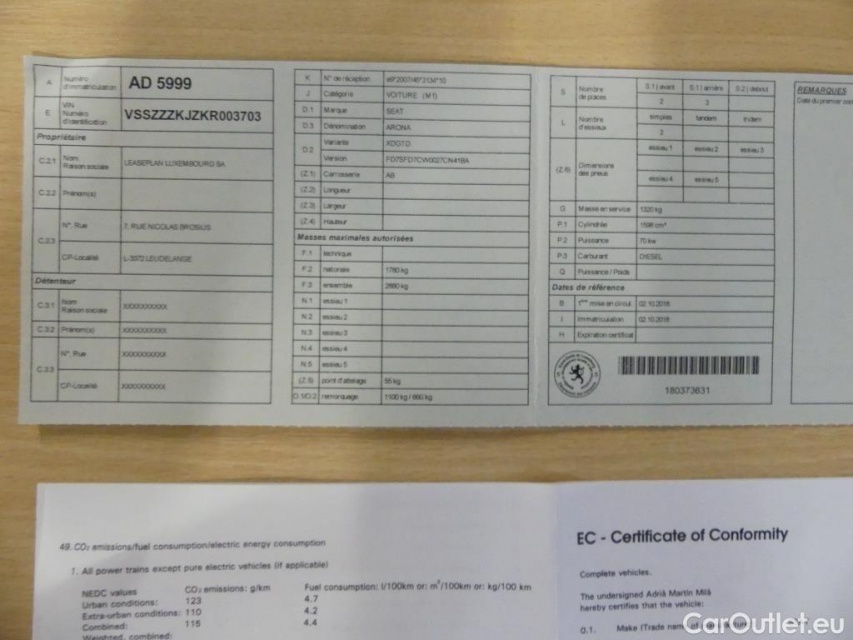 A Numéro d'immatriculation AD 5999
E VIN Numéro d'identification VSSZZZKJZKR003703
Propriétaire
C.2.1 Nom Raison sociale LEASEPLAN LUXEMBOURG SA
C.2.2 Prénom(s)
C.2.3 N°, Rue 7, RUE NICOLAS BROSIUS
CP-Localité L-3372 LEUDELANGE
Détenteur
C.3.1 Nom Raison sociale XXXXXXXXXX
C.3.2 Prénom(s) XXXXXXXXXX
C.3.3 N°, Rue XXXXXXXXXX
CP-Localité XXXXXXXXXX
K N° de réception
J Catégorie VOITURE (M1)
D.1 Marque SEAT
D.3 Dénomination ARONA
D.2 Variante
Version
(Z.1) Carrosserie AB
(Z.2) Longueur
(Z.3) Largeur
(Z.4) Hauteur
Masses maximales autorisées
F.1 technique
F.2 nationale 1760 kg
F.3 ensemble 2860 kg
N.1 essieu 1
N.2 essieu 2
N.3 essieu 3
N.4 essieu 4
N.5 essieu 5
(Z.5) point d'attelage 55 kg
O.1/O.2 remorquage 1100 kg /
S Nombre de places S.1) avant S.1) arrière S.2) debout
2 3
L Nombre d'essieux simples tandem tridem
2
(Z.6) Dimensions des pneus essieu 1 essieu 2 essieu 3
essieu 4 essieu 5
G Masse en service 1320 kg
P.1 Cylindrée 1598 cm³
P.2 Puissance 70 kw
P.3 Carburant DIESEL
Q Puissance / Poids
Dates de référence
B 1ère mise en circul 02.10.2018
I Immatriculation 02.10.2018
H Expiration certificat
180373631
REMARQUES
Date du premier
49. CO₂ emissions/fuel consumption/electric energy consumption
1. All power trains except pure electric vehicles (if applicable)
NEDC values CO₂ emissions: g/km Fuel consumption: l/100km or: m³/100km or: kg/100 km
Urban conditions: 123 4.7
Extra-urban conditions: 110 4.2
Combined: 115 4.4
Weighted, combined:
EC - Certificate of Conformity
Complete vehicles.
The undersigned Adrià Martín Milà
hereby certifies that the vehicle:
0.1. Make (Trade name of
CarOutlet.eu